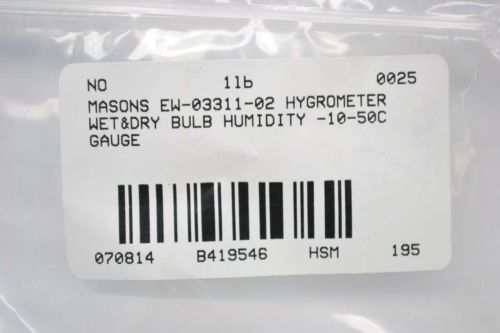 NO 1lb 0025
MASONS EW-03311-02 HYGROMETER
WET&DRY BULB HUMIDITY -10-50C
GAUGE
070814 B419546 HSM 195